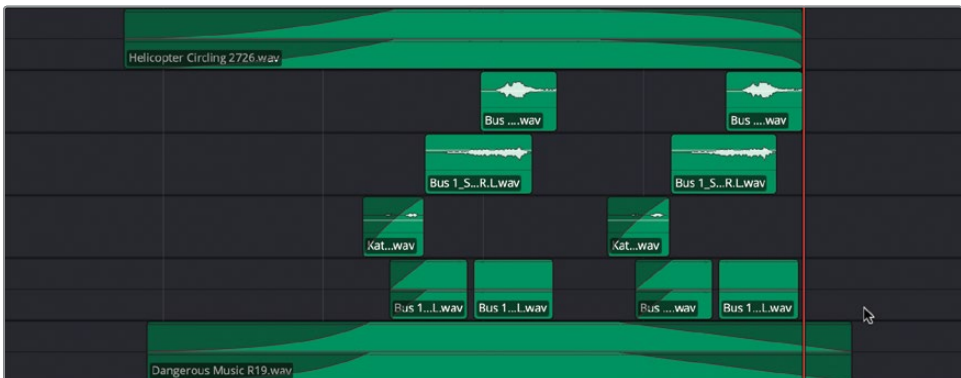 Helicopter Circling 2726.wav
Bus ....wav
Bus ....wav
Bus 1_S...R.L.wav
Bus 1_S...R.L.wav
Kat...wav
Kat...wav
Bus 1...L.wav
Bus 1...L.wav
Bus ....wav
Bus 1...L.wav
Dangerous Music R19.wav